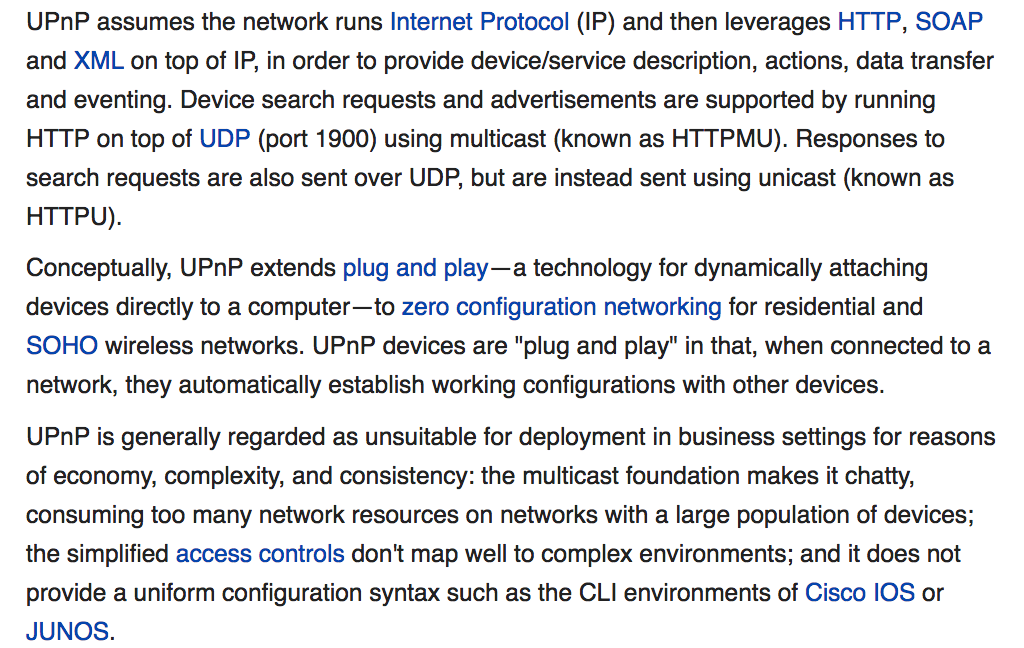 UPnP assumes the network runs Internet Protocol (IP) and then leverages HTTP, SOAP
and XML on top of IP, in order to provide device/service description, actions, data transfer
and eventing. Device search requests and advertisements are supported by running
HTTP on top of UDP (port 1900) using multicast (known as HTTPMU). Responses to
search requests are also sent over UDP, but are instead sent using unicast (known as
HTTPU).
Conceptually, UPnP extends plug and play—a technology for dynamically attaching
devices directly to a computer—to zero configuration networking for residential and
SOHO wireless networks. UPnP devices are "plug and play" in that, when connected to a
network, they automatically establish working configurations with other devices.
UPnP is generally regarded as unsuitable for deployment in business settings for reasons
of economy, complexity, and consistency: the multicast foundation makes it chatty,
consuming too many network resources on networks with a large population of devices;
the simplified access controls don't map well to complex environments; and it does not
provide a uniform configuration syntax such as the CLI environments of Cisco IOS or
JUNOS.